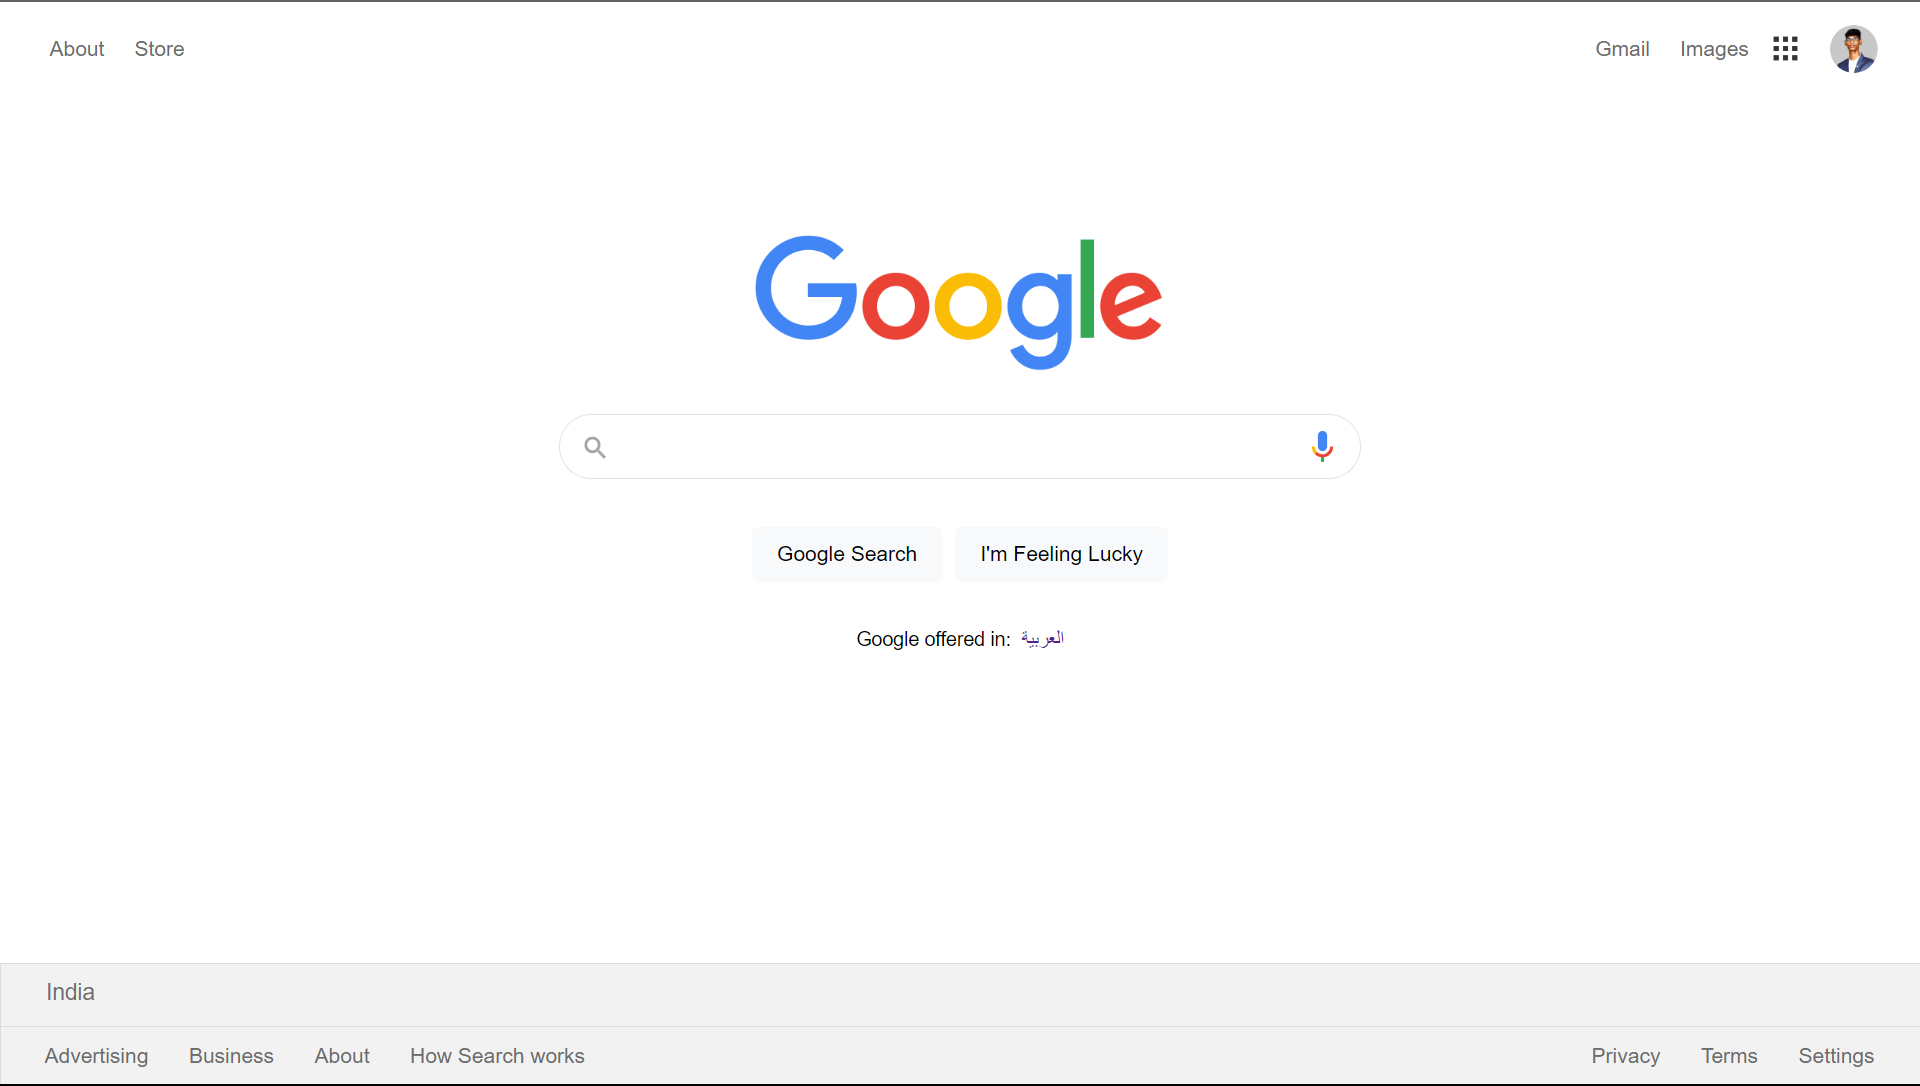 About Store Gmail Images
Google
Google Search I'm Feeling Lucky
Google offered in: العربية
India
Advertising Business About How Search works Privacy Terms Settings